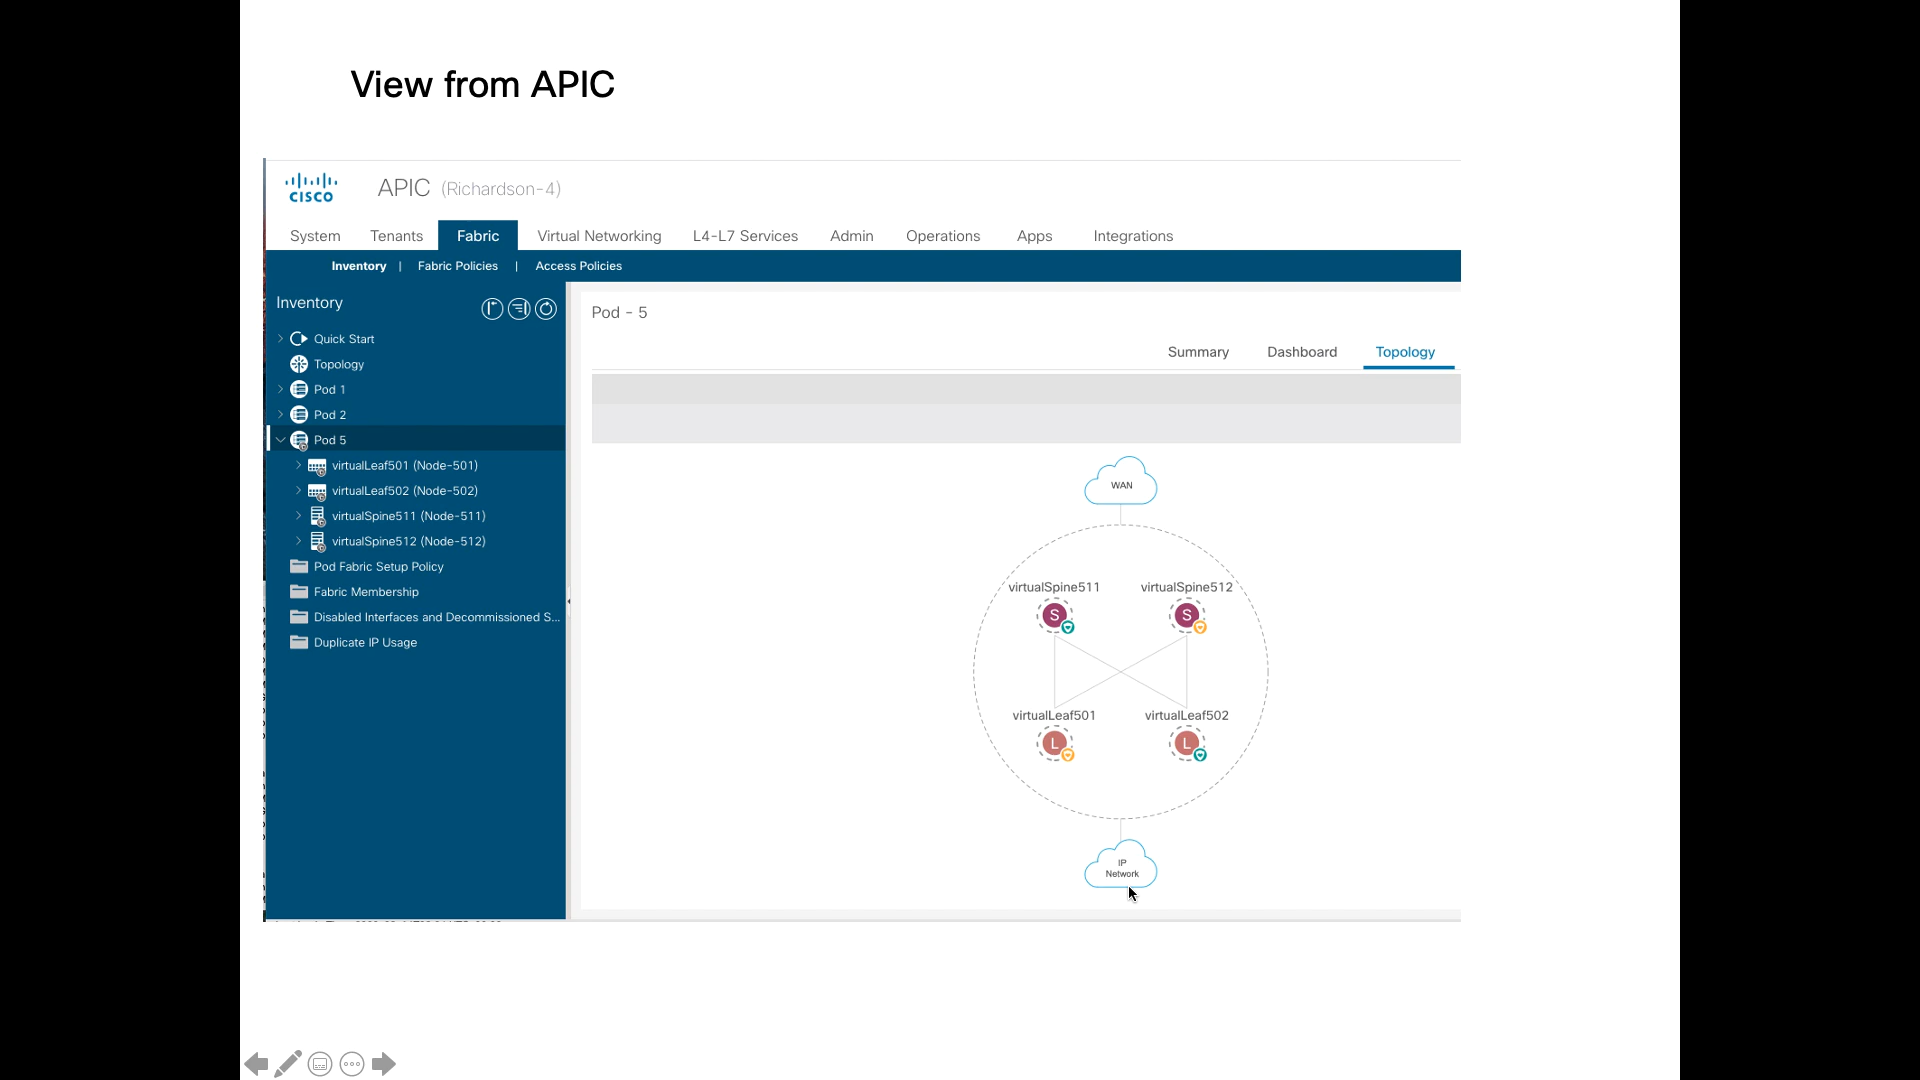 View from APIC
CISCO
APIC (Richardson-4)
System Tenants Fabric Virtual Networking L4-L7 Services Admin Operations Apps Integrations
Inventory | Fabric Policies | Access Policies
Inventory
Quick Start
Topology
Pod 1
Pod 2
Pod 5
virtualLeaf501 (Node-501)
virtualLeaf502 (Node-502)
virtualSpine511 (Node-511)
virtualSpine512 (Node-512)
Pod Fabric Setup Policy
Fabric Membership
Disabled Interfaces and Decommissioned S...
Duplicate IP Usage
Pod - 5
Summary Dashboard Topology
WAN
virtualSpine511 virtualSpine512
S S
virtualLeaf501 virtualLeaf502
L L
IP
Network